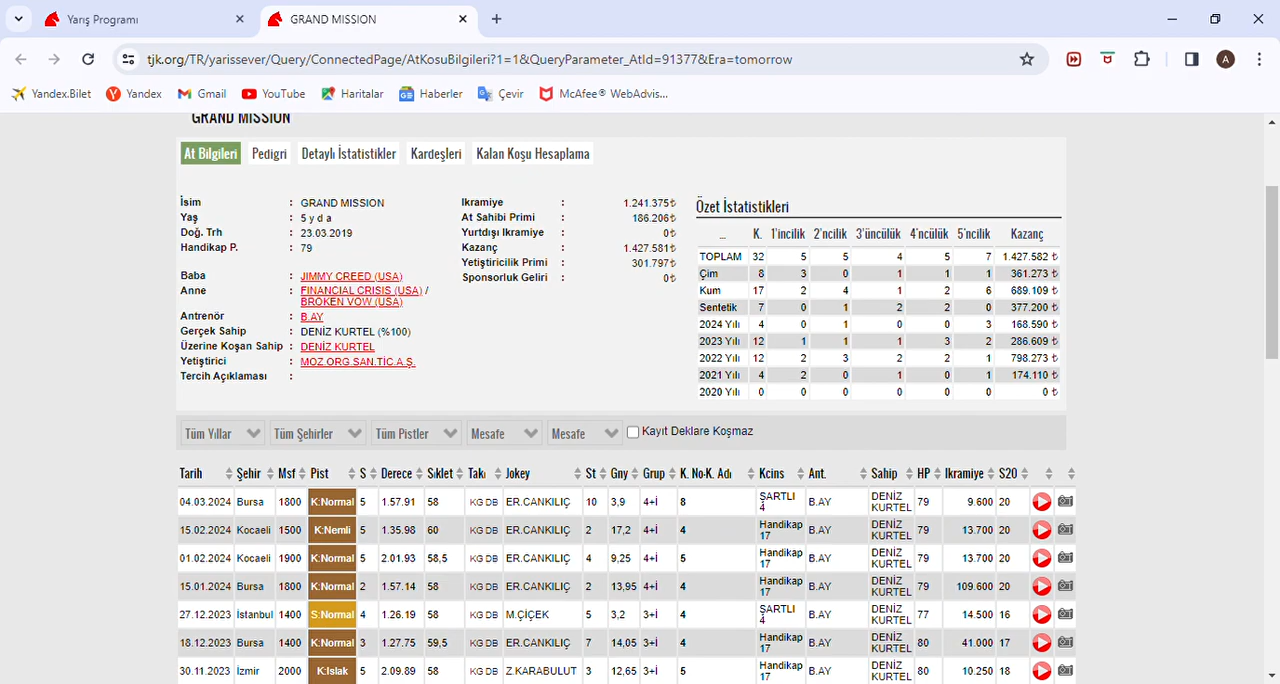 Yarış Programı
GRAND MISSION
tjk.org/TR/yarissever/Query/ConnectedPage/AtKosuBilgileri?1=1&QueryParameter_AtId=91377&Era=tomorrow
A
Yandex.Bilet Yandex Gmail YouTube Haritalar Haberler Çevir McAfee® WebAdvis...
GRAND MISSION
At Bilgileri Pedigri Detaylı İstatistikler Kardeşleri Kalan Koşu Hesaplama
İsim : GRAND MISSION
Yaş : 5 y d a
Doğ. Trh : 23.03.2019
Handikap P. : 79
Baba : JIMMY CREED (USA)
Anne : FINANCIAL CRISIS (USA) /
BROKEN VOW (USA)
Antrenör : B.AY
Gerçek Sahip : DENİZ KURTEL (%100)
Üzerine Koşan Sahip : DENİZ KURTEL
Yetiştirici : MOZ ORG.SAN.TİC.A.Ş.
Tercih Açıklaması :
Ikramiye : 1.241.375₺
At Sahibi Primi : 186.206₺
Yurtdışı Ikramiye : 0₺
Kazanç : 1.427.581₺
Yetiştiricilik Primi : 301.797₺
Sponsorluk Geliri : 0₺
Özet İstatistikleri
... K. 1'incilik 2'ncilik 3'üncülük 4'ncülük 5'ncilik Kazanç
TOPLAM 32 5 5 4 5 7 1.427.582 ₺
Çim 8 3 0 1 1 1 361.273 ₺
Kum 17 2 4 1 2 6 689.109 ₺
Sentetik 7 0 1 2 2 0 377.200 ₺
2024 Yılı 4 0 1 0 0 3 168.590 ₺
2023 Yılı 12 1 1 1 3 2 286.609 ₺
2022 Yılı 12 2 3 2 2 1 798.273 ₺
2021 Yılı 4 2 0 1 0 1 174.110 ₺
2020 Yılı 0 0 0 0 0 0 0 ₺
Tüm Yıllar Tüm Şehirler Tüm Pistler Mesafe Mesafe Kayıt Deklare Koşmaz
Tarih Şehir Msf Pist S Derece Sıklet Takı Jokey St Gny Grup K. No-K. Adı Kcins Ant. Sahip HP Ikramiye S20
04.03.2024 Bursa 1800 K:Normal 5 1.57.91 58 KG DB ER.CANKILIÇ 10 3,9 4+İ 8 ŞARTLI 4 B.AY DENİZ KURTEL 79 9.600 20
15.02.2024 Kocaeli 1500 K:Nemli 5 1.35.98 60 KG DB ER.CANKILIÇ 2 17,2 4+İ 4 Handikap 17 B.AY DENİZ KURTEL 79 13.700 20
01.02.2024 Kocaeli 1900 K:Normal 5 2.01.93 58,5 KG DB ER.CANKILIÇ 4 9,25 4+İ 5 Handikap 17 B.AY DENİZ KURTEL 79 13.700 20
15.01.2024 Bursa 1800 K:Normal 2 1.57.14 58 KG DB ER.CANKILIÇ 2 13,95 4+İ 4 Handikap 17 B.AY DENİZ KURTEL 79 109.600 20
27.12.2023 İstanbul 1400 S:Normal 4 1.26.19 58 KG DB M.ÇİÇEK 5 3,2 3+İ 4 ŞARTLI 4 B.AY DENİZ KURTEL 77 14.500 16
18.12.2023 Bursa 1400 K:Normal 3 1.27.75 59,5 KG DB ER.CANKILIÇ 7 14,05 3+İ 4 Handikap 17 B.AY DENİZ KURTEL 80 41.000 17
30.11.2023 İzmir 2000 K:Islak 5 2.09.89 58 KG DB Z.KARABULUT 3 12,65 3+İ 5 Handikap 17 B.AY DENİZ KURTEL 80 10.250 18